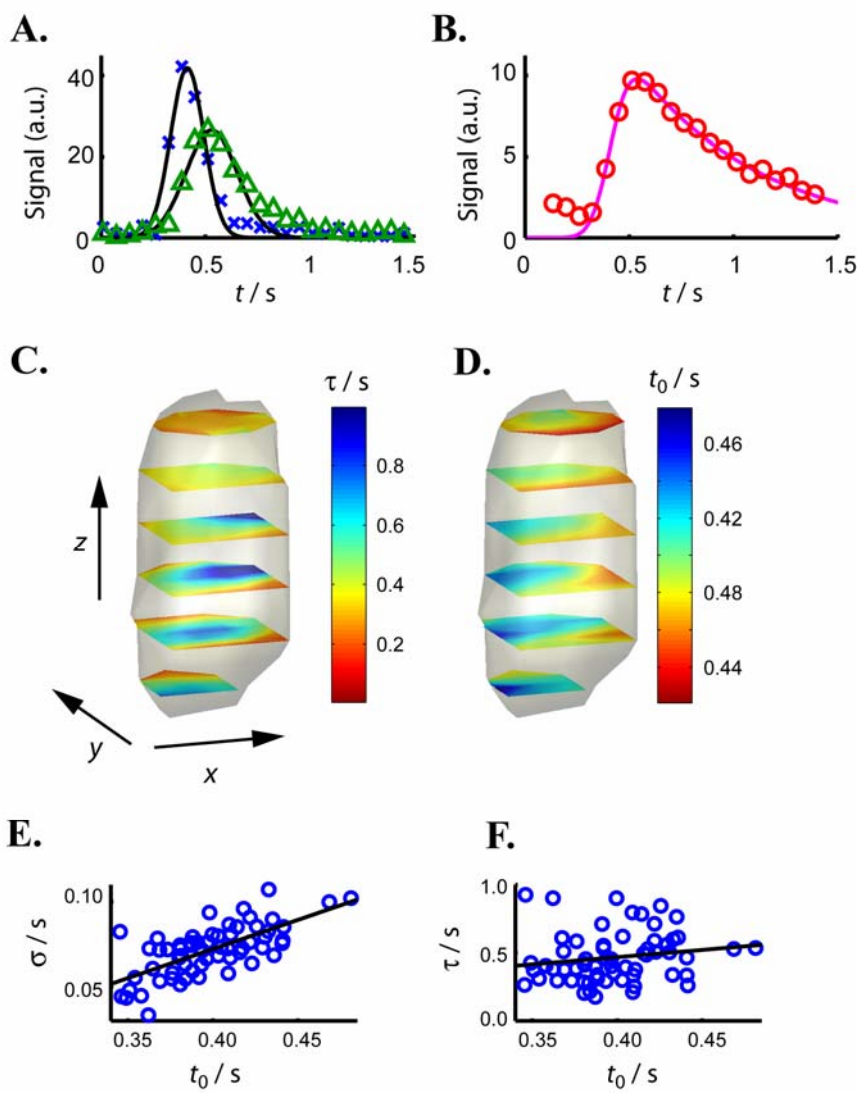 A.
Signal (a.u.)
40
20
0
0 0.5 1 1.5
t / s
B.
Signal (a.u.)
10
5
0
0 0.5 1 1.5
t / s
C.
τ / s
0.8
0.6
0.4
0.2
z
y
x
D.
t0 / s
0.46
0.42
0.48
0.48
0.44
E.
σ / s
0.10
0.05
0.35 0.40 0.45
t0 / s
F.
τ / s
1.0
0.5
0.0
0.35 0.40 0.45
t0 / s